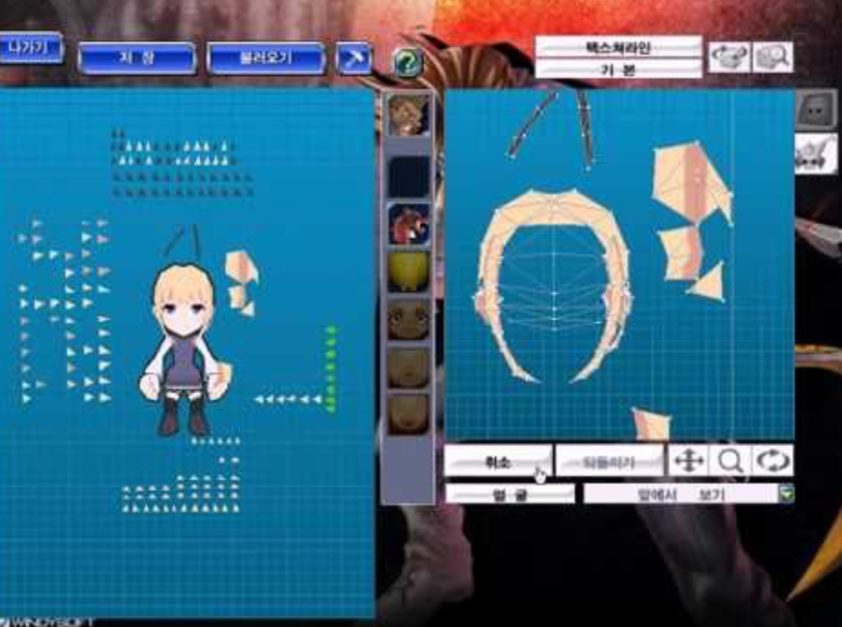 나가기
저 장
불러오기
?
텍스쳐라인
기 본
취소
되돌리기
얼 굴
앞에서 보기
WINDYSOFT